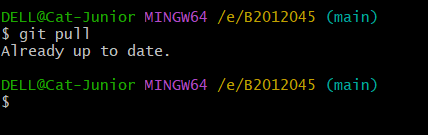 DELL@Cat-Junior MINGW64 /e/B2012045 (main)
$ git pull
Already up to date.
DELL@Cat-Junior MINGW64 /e/B2012045 (main)
$